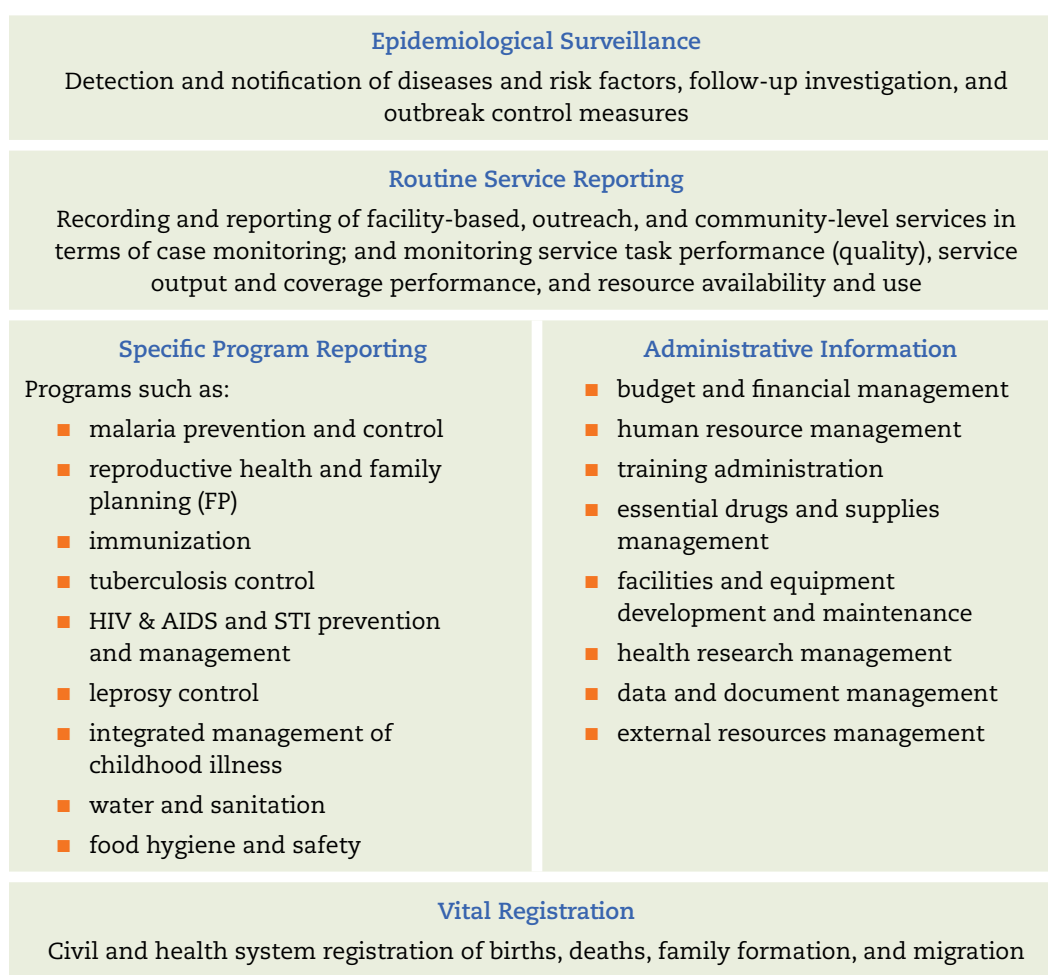 Epidemiological Surveillance
Detection and notification of diseases and risk factors, follow-up investigation, and
outbreak control measures
Routine Service Reporting
Recording and reporting of facility-based, outreach, and community-level services in
terms of case monitoring; and monitoring service task performance (quality), service
output and coverage performance, and resource availability and use
Specific Program Reporting
Programs such as:
■ malaria prevention and control
■ reproductive health and family
planning (FP)
■ immunization
■ tuberculosis control
■ HIV & AIDS and STI prevention
and management
■ leprosy control
■ integrated management of
childhood illness
■ water and sanitation
■ food hygiene and safety
Administrative Information
■ budget and financial management
■ human resource management
■ training administration
■ essential drugs and supplies
management
■ facilities and equipment
development and maintenance
■ health research management
■ data and document management
■ external resources management
Vital Registration
Civil and health system registration of births, deaths, family formation, and migration